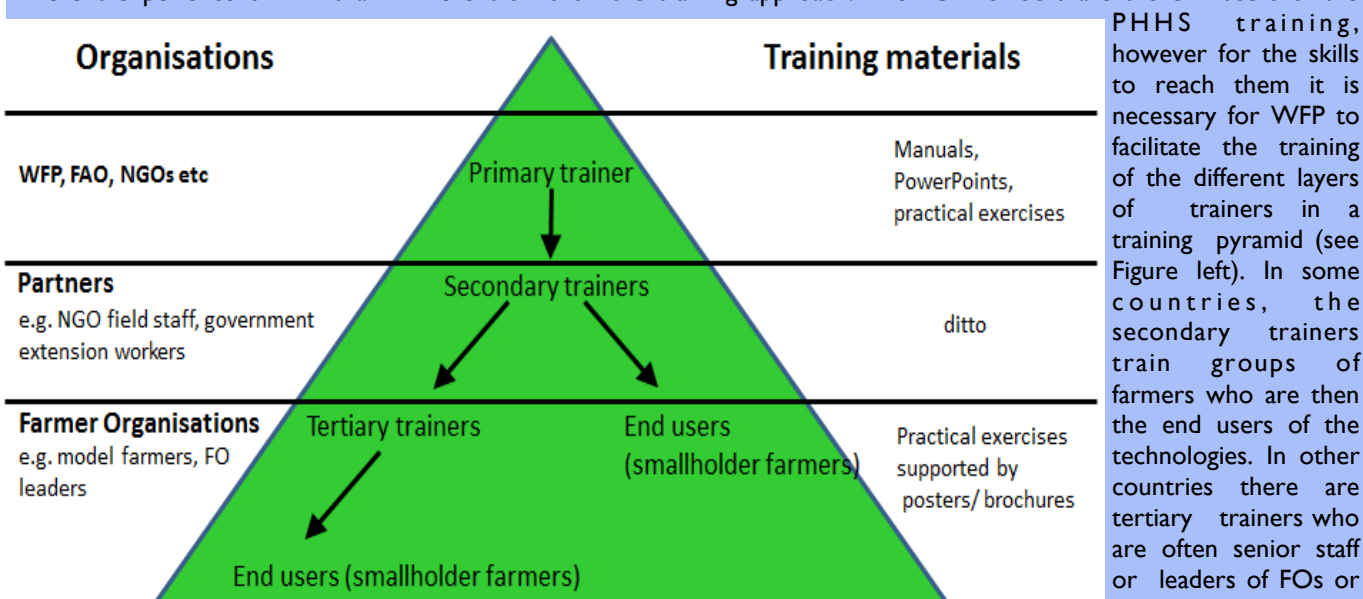 experience
training approach.
Organisations
Training materials
WFP, FAO, NGOs etc
Primary trainer
Manuals,
PowerPoints,
practical exercises
Partners
e.g. NGO field staff, government
extension workers
Secondary trainers
ditto
Farmer Organisations
e.g. model farmers, FO
leaders
Tertiary trainers
End users
(smallholder farmers)
Practical exercises
supported by
posters/ brochures
End users (smallholder farmers)
PHHS training,
however for the skills
to reach them it is
necessary for WFP to
facilitate the training
of the different layers
of trainers in a
training pyramid (see
Figure left). In some
countries, the
secondary trainers
train groups of
farmers who are then
the end users of the
technologies. In other
countries there are
tertiary trainers who
are often senior staff
or leaders of FOs or